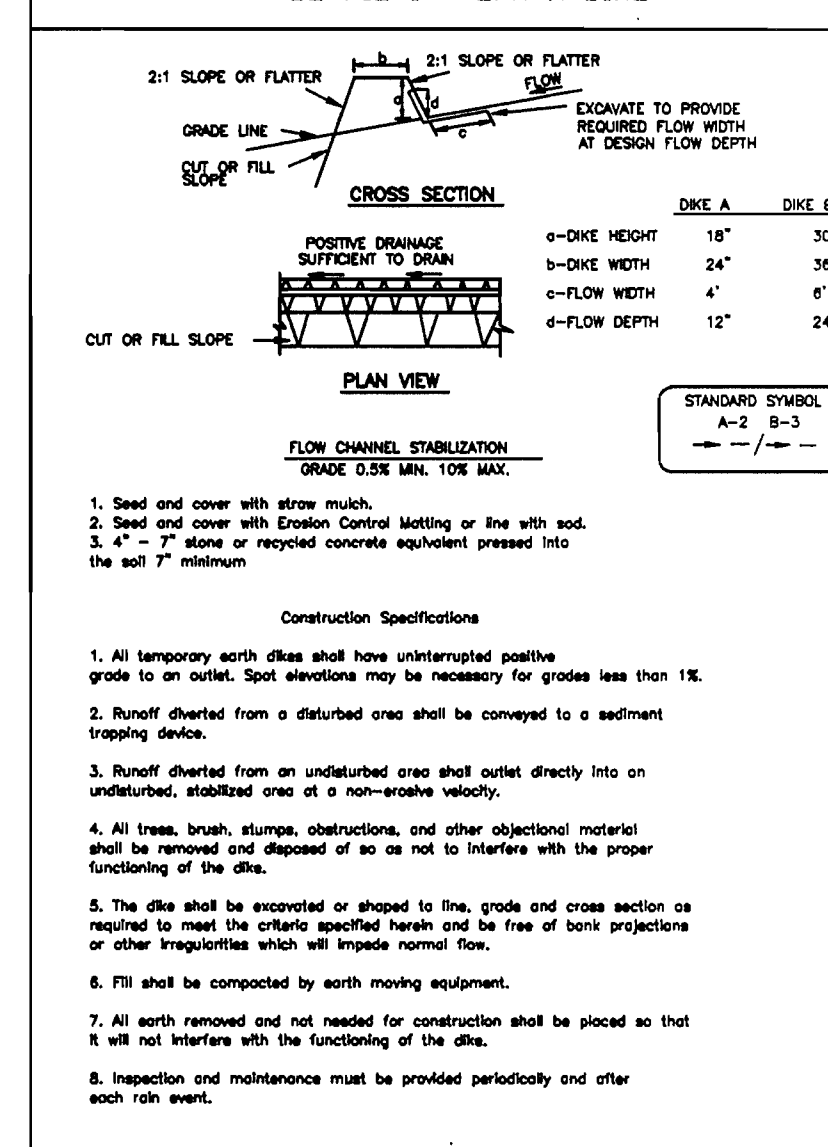 b
2:1 SLOPE OR FLATTER
2:1 SLOPE OR FLATTER
FLOW
a
d
c
GRADE LINE
EXCAVATE TO PROVIDE
REQUIRED FLOW WIDTH
AT DESIGN FLOW DEPTH
CUT OR FILL
SLOPE
CROSS SECTION
DIKE A DIKE
POSITIVE DRAINAGE
SUFFICIENT TO DRAIN
a-DIKE HEIGHT 18" 30
b-DIKE WIDTH 24" 36
c-FLOW WIDTH 4' 6'
d-FLOW DEPTH 12" 24
CUT OR FILL SLOPE
PLAN VIEW
STANDARD SYMBOL
A-2 B-3
FLOW CHANNEL STABILIZATION
GRADE 0.5% MIN. 10% MAX.
1. Seed and cover with straw mulch.
2. Seed and cover with Erosion Control Matting or line with sod.
3. 4" - 7" stone or recycled concrete equivalent pressed into
the soil 7" minimum
Construction Specifications
1. All temporary earth dikes shall have uninterrupted positive
grade to an outlet. Spot elevations may be necessary for grades less than 1%.
2. Runoff diverted from a disturbed area shall be conveyed to a sediment
trapping device.
3. Runoff diverted from an undisturbed area shall outlet directly into an
undisturbed, stabilized area at a non-erosive velocity.
4. All trees, brush, stumps, obstructions, and other objectional material
shall be removed and disposed of so as not to interfere with the proper
functioning of the dike.
5. The dike shall be excavated or shaped to line, grade and cross section as
required to meet the criteria specified herein and be free of bank projections
or other irregularities which will impede normal flow.
6. Fill shall be compacted by earth moving equipment.
7. All earth removed and not needed for construction shall be placed so that
it will not interfere with the functioning of the dike.
8. Inspection and maintenance must be provided periodically and after
each rain event.